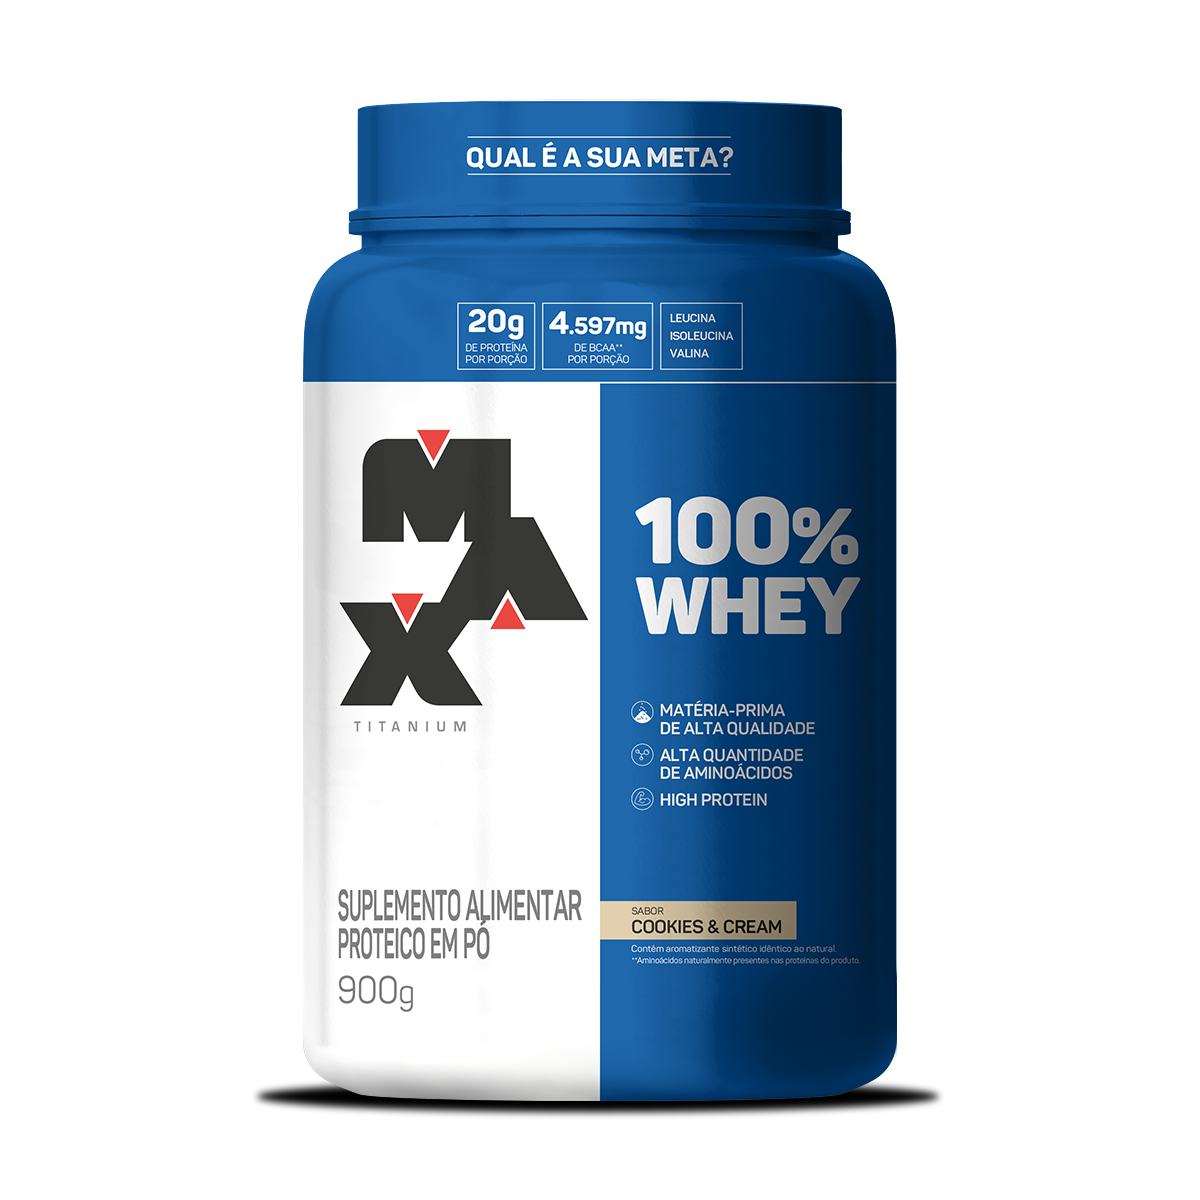 QUAL É A SUA META?
20g
DE PROTEÍNA
POR PORÇÃO
4.597mg
DE BCAA**
POR PORÇÃO
LEUCINA
ISOLEUCINA
VALINA
MAX
TITANIUM
100%
WHEY
MATÉRIA-PRIMA
DE ALTA QUALIDADE
ALTA QUANTIDADE
DE AMINOÁCIDOS
HIGH PROTEIN
SUPLEMENTO ALIMENTAR
PROTEICO EM PÓ
900g
SABOR
COOKIES & CREAM
Contém aromatizante sintético idêntico ao natural.
**Aminoácidos naturalmente presentes nas proteínas do produto.